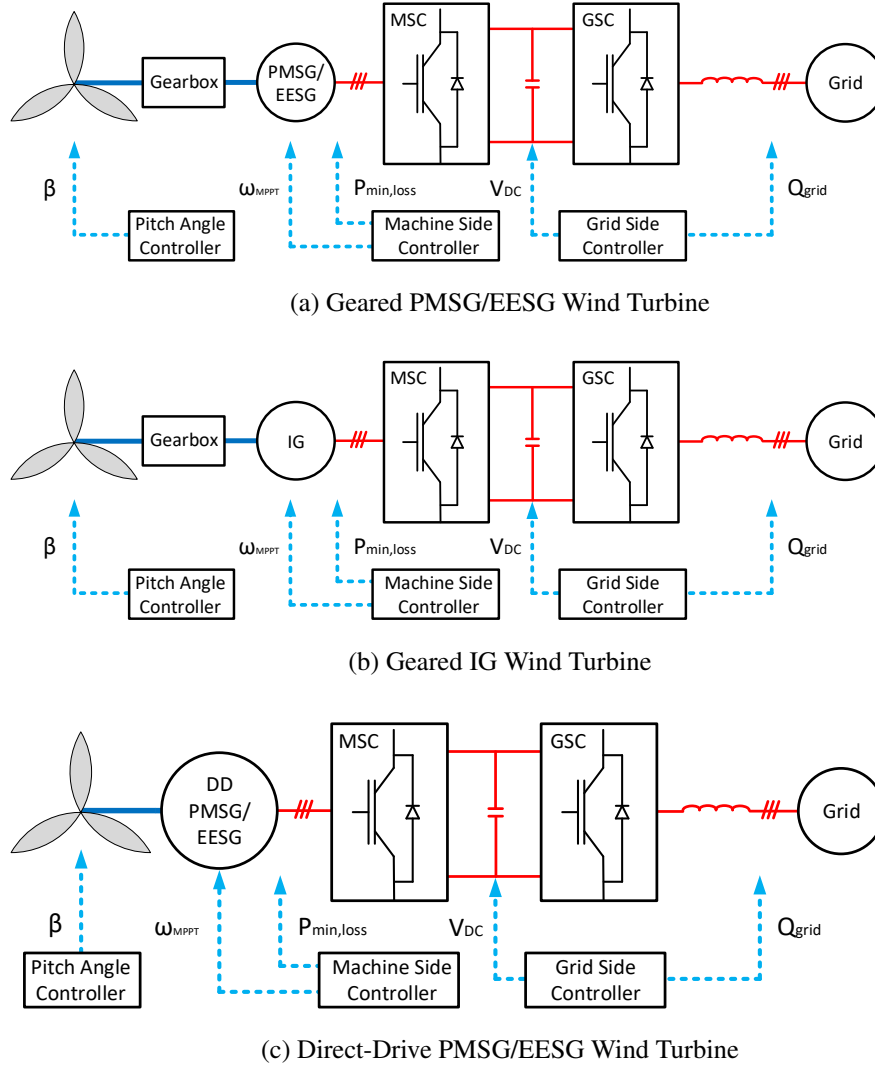 MSC
GSC
Gearbox
PMSG/
EESG
Grid
β
ωMPPT
Pmin,loss
VDC
Qgrid
Pitch Angle
Controller
Machine Side
Controller
Grid Side
Controller
(a) Geared PMSG/EESG Wind Turbine
MSC
GSC
Gearbox
IG
Grid
β
ωMPPT
Pmin,loss
VDC
Qgrid
Pitch Angle
Controller
Machine Side
Controller
Grid Side
Controller
(b) Geared IG Wind Turbine
MSC
GSC
DD
PMSG/
EESG
Grid
β
ωMPPT
Pmin,loss
VDC
Qgrid
Pitch Angle
Controller
Machine Side
Controller
Grid Side
Controller
(c) Direct-Drive PMSG/EESG Wind Turbine